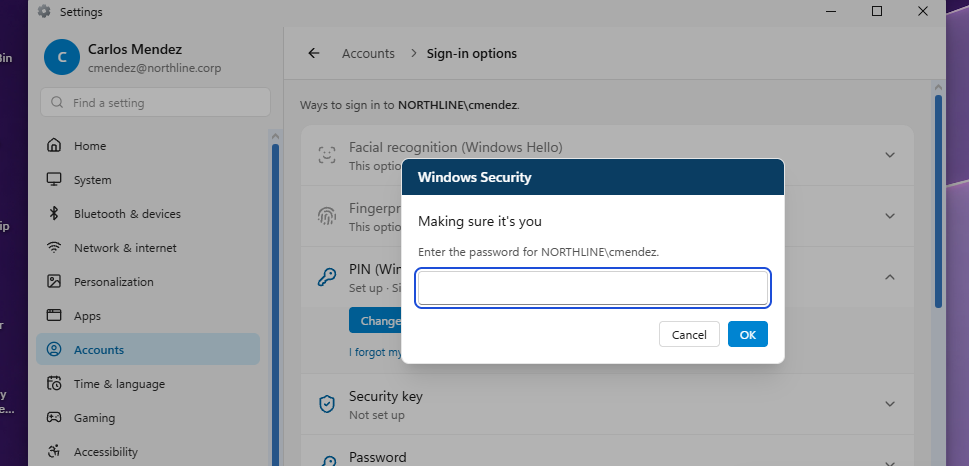 Settings
Carlos Mendez
C
cmendez@northline.corp
Find a setting
Home
System
Bluetooth & devices
Network & internet
Personalization
Apps
Accounts
Time & language
Gaming
Accessibility
Accounts > Sign-in options
Ways to sign in to NORTHLINE\cmendez.
Facial recognition (Windows Hello)
This optio
Fingerpr
This optio
PIN (Win
Set up · Si
Change
I forgot my
Security key
Not set up
Password
Windows Security
Making sure it's you
Enter the password for NORTHLINE\cmendez.
Cancel
OK